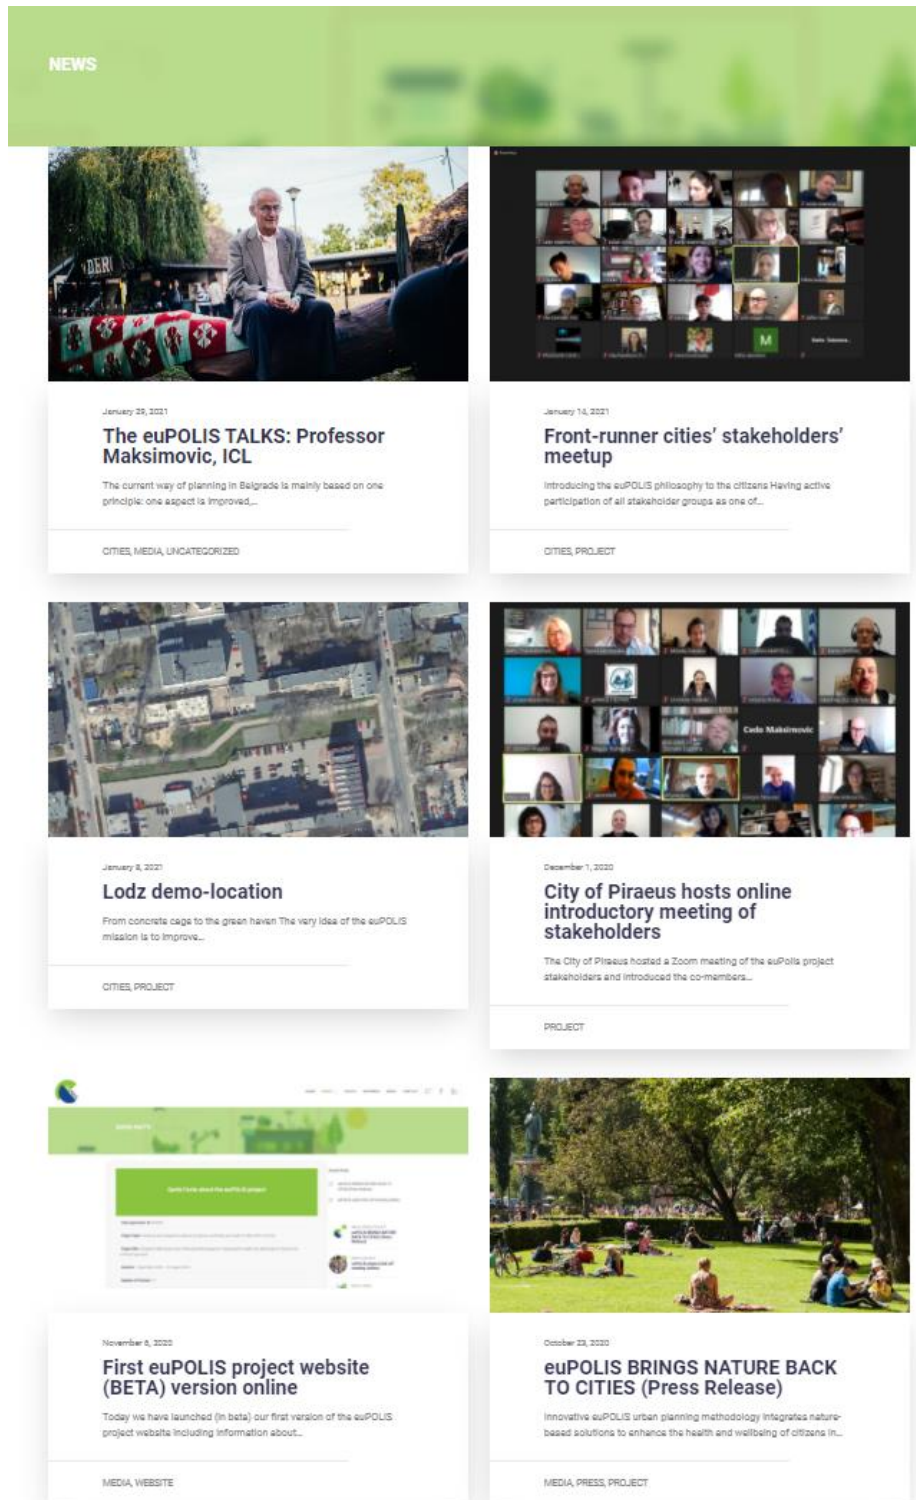 NEWS
DERI
January 29, 2021
The euPOLIS TALKS: Professor
Maksimovic, ICL
The current way of planning in Belgrade is mainly based on one
principle: one aspect is improved,...
CITIES, MEDIA, UNCATEGORIZED
M
January 14, 2021
Front-runner cities' stakeholders'
meetup
Introducing the euPOLIS philosophy to the citizens Having active
participation of all stakeholder groups as one of...
CITIES, PROJECT
January 8, 2021
Lodz demo-location
From concrete cage to the green haven The very idea of the euPOLIS
mission is to improve...
CITIES, PROJECT
Cedo Maksimovic
December 1, 2020
City of Piraeus hosts online
introductory meeting of
stakeholders
The City of Piraeus hosted a Zoom meeting of the euPolis project
stakeholders and introduced the co-members...
PROJECT
November 6, 2020
First euPOLIS project website
(BETA) version online
Today we have launched (in beta) our first version of the euPOLIS
project website including information about...
MEDIA, WEBSITE
October 23, 2020
euPOLIS BRINGS NATURE BACK
TO CITIES (Press Release)
Innovative euPOLIS urban planning methodology integrates nature-
based solutions to enhance the health and wellbeing of citizens in...
MEDIA, PRESS, PROJECT